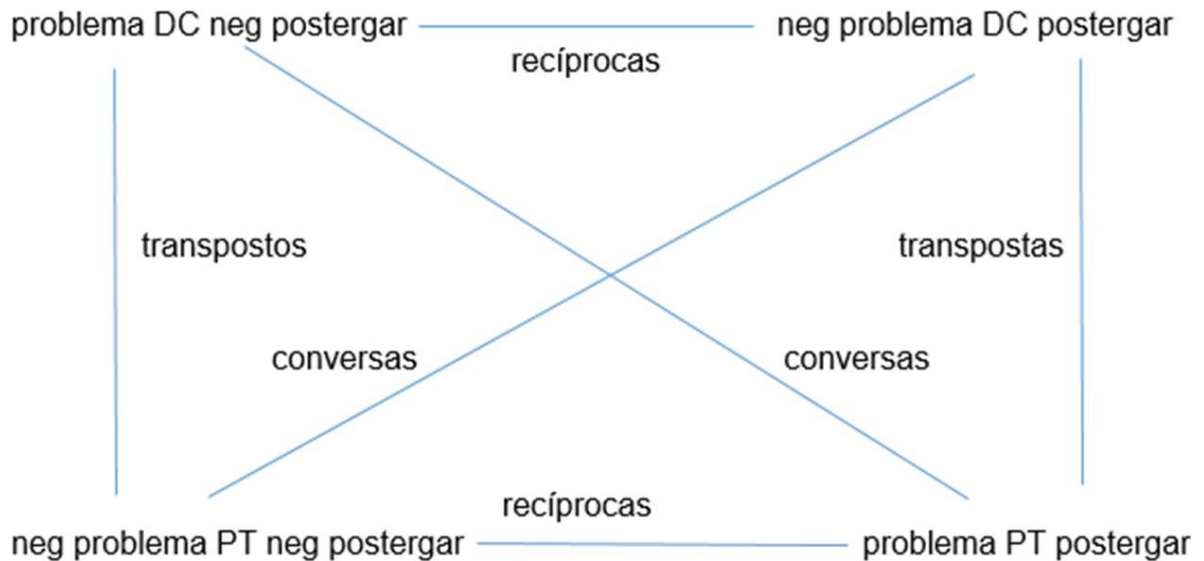 problema DC neg postergar
neg problema DC postergar
recíprocas
transpostos
transpostas
conversas
conversas
recíprocas
neg problema PT neg postergar
problema PT postergar